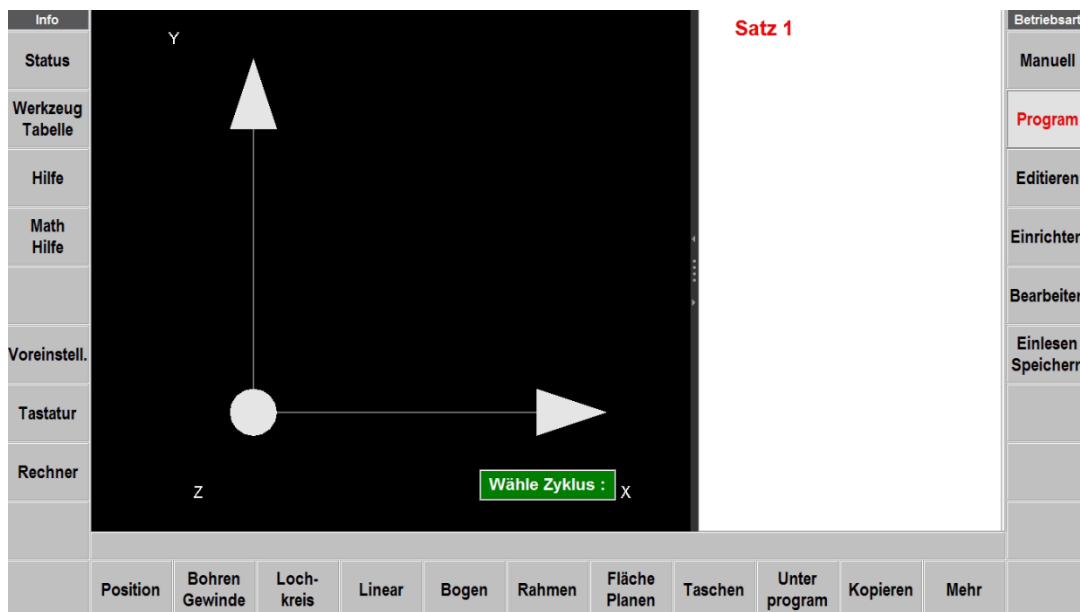 Info
Status
Werkzeug
Tabelle
Hilfe
Math
Hilfe
Voreinstell.
Tastatur
Rechner
Y
Z
X
Wähle Zyklus :
Satz 1
Betriebsart
Manuell
Program
Editieren
Einrichten
Bearbeiten
Einlesen
Speichern
Position
Bohren
Gewinde
Loch-
kreis
Linear
Bogen
Rahmen
Fläche
Planen
Taschen
Unter
program
Kopieren
Mehr